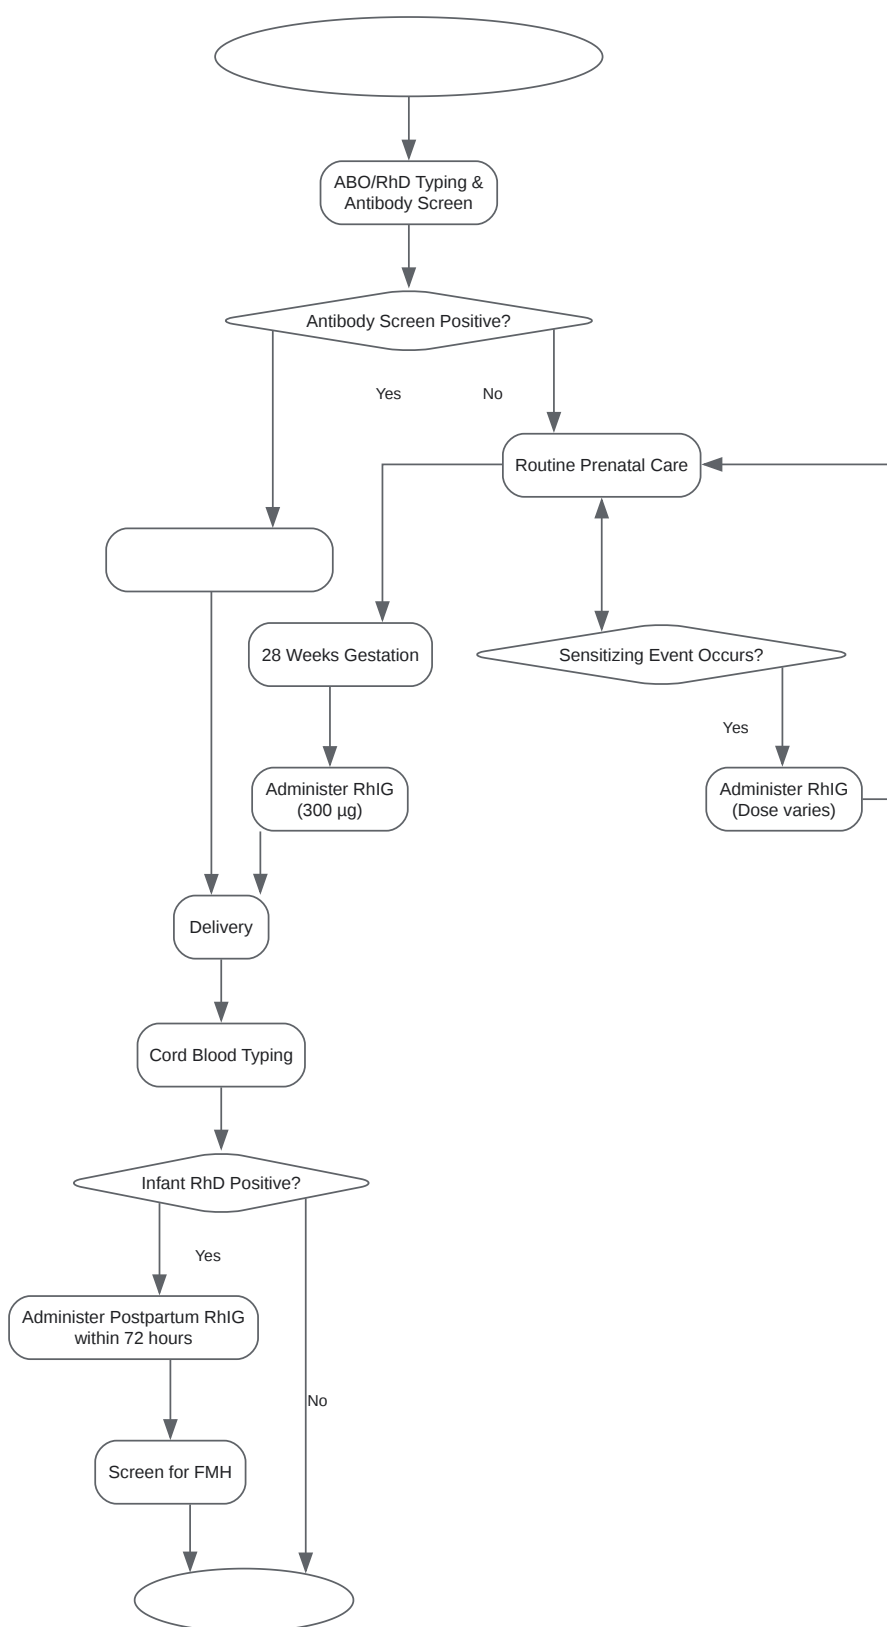 ABO/RhD Typing &
Antibody Screen
Antibody Screen Positive?
Yes
No
Routine Prenatal Care
28 Weeks Gestation
Sensitizing Event Occurs?
Yes
Administer RhIG
(300 µg)
Administer RhIG
(Dose varies)
Delivery
Cord Blood Typing
Infant RhD Positive?
Yes
Administer Postpartum RhIG
within 72 hours
No
Screen for FMH